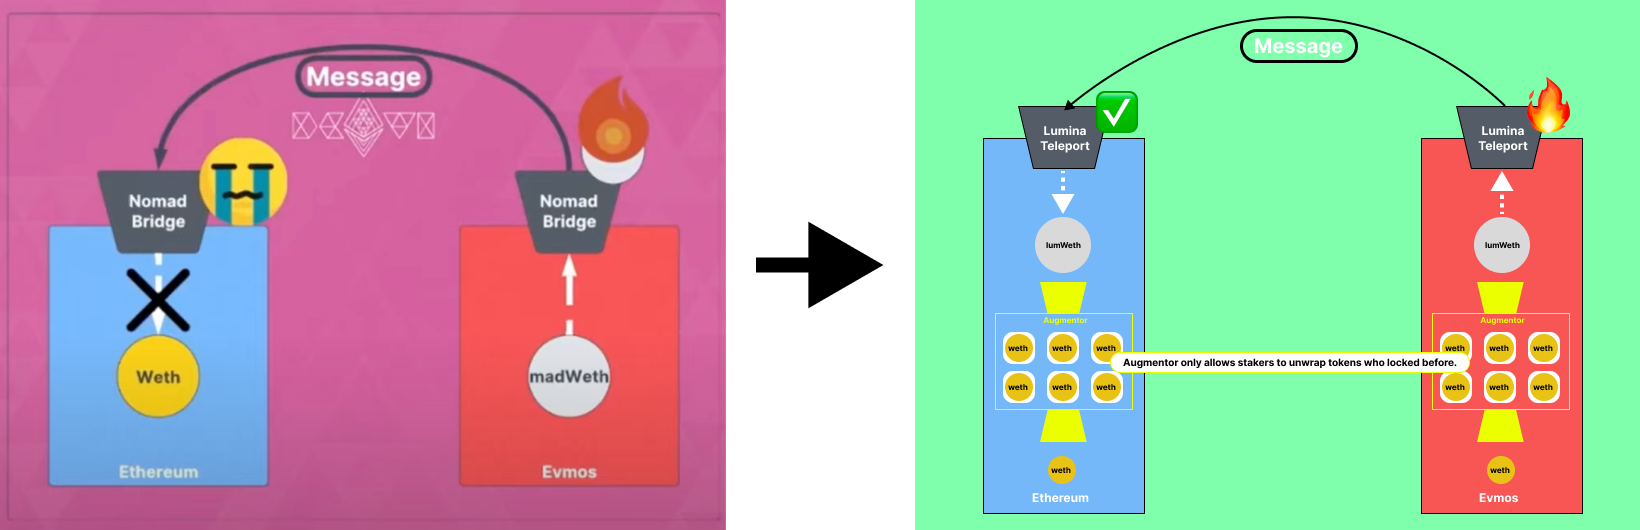 Message
Nomad
Bridge
Nomad
Bridge
Weth
madWeth
Ethereum
Evmos
Message
Lumina
Teleport
Lumina
Teleport
lumWeth
lumWeth
Augmentor
Augmentor
weth weth weth
weth weth weth
Augmentor only allows stakers to unwrap tokens who locked before.
weth weth weth
weth weth weth
weth
weth
Ethereum
Evmos